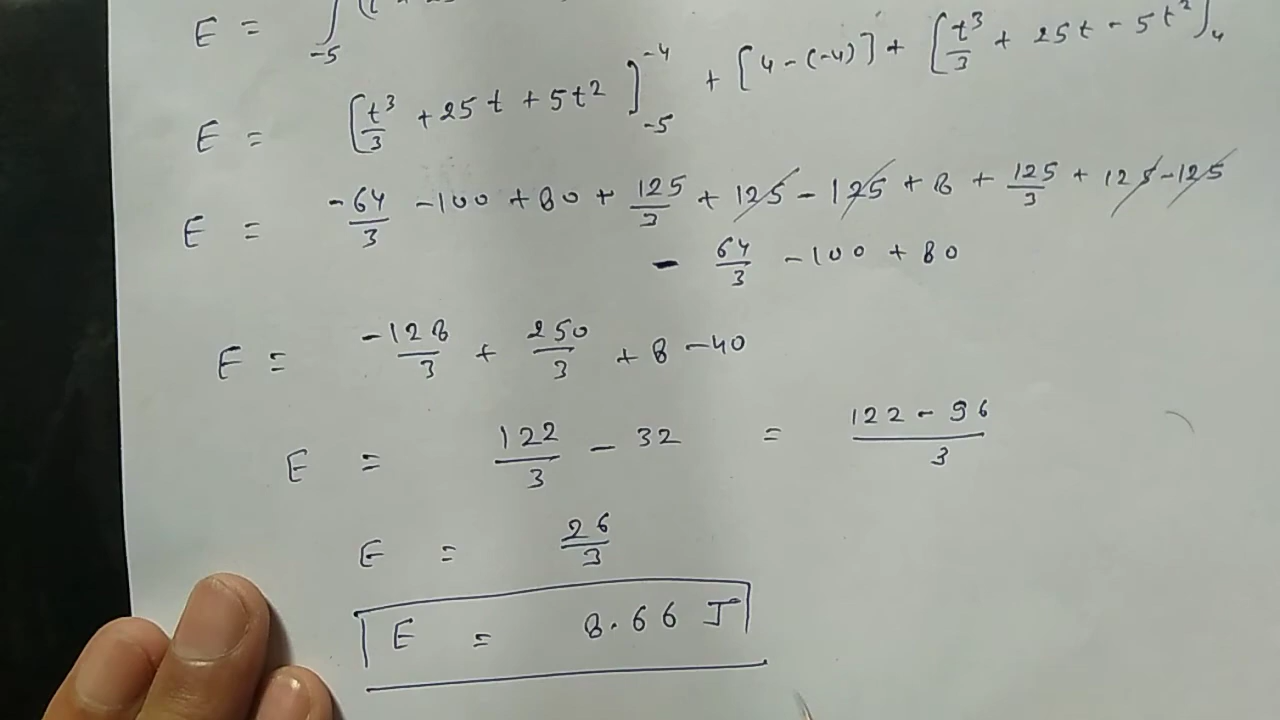 E = ∫₋₅
E = [t³/3 + 25t + 5t²]₋₅⁻⁴ + [4-(-4)] + [t³/3 + 25t - 5t²]₄
E = -64/3 - 100 + 80 + 125/3 + 125 - 125 + 8 + 125/3 + 125 - 125
- 64/3 - 100 + 80
E = -128/3 + 250/3 + 8 - 40
E = 122/3 - 32 = (122 - 96)/3
E = 26/3
E = 8.66 J